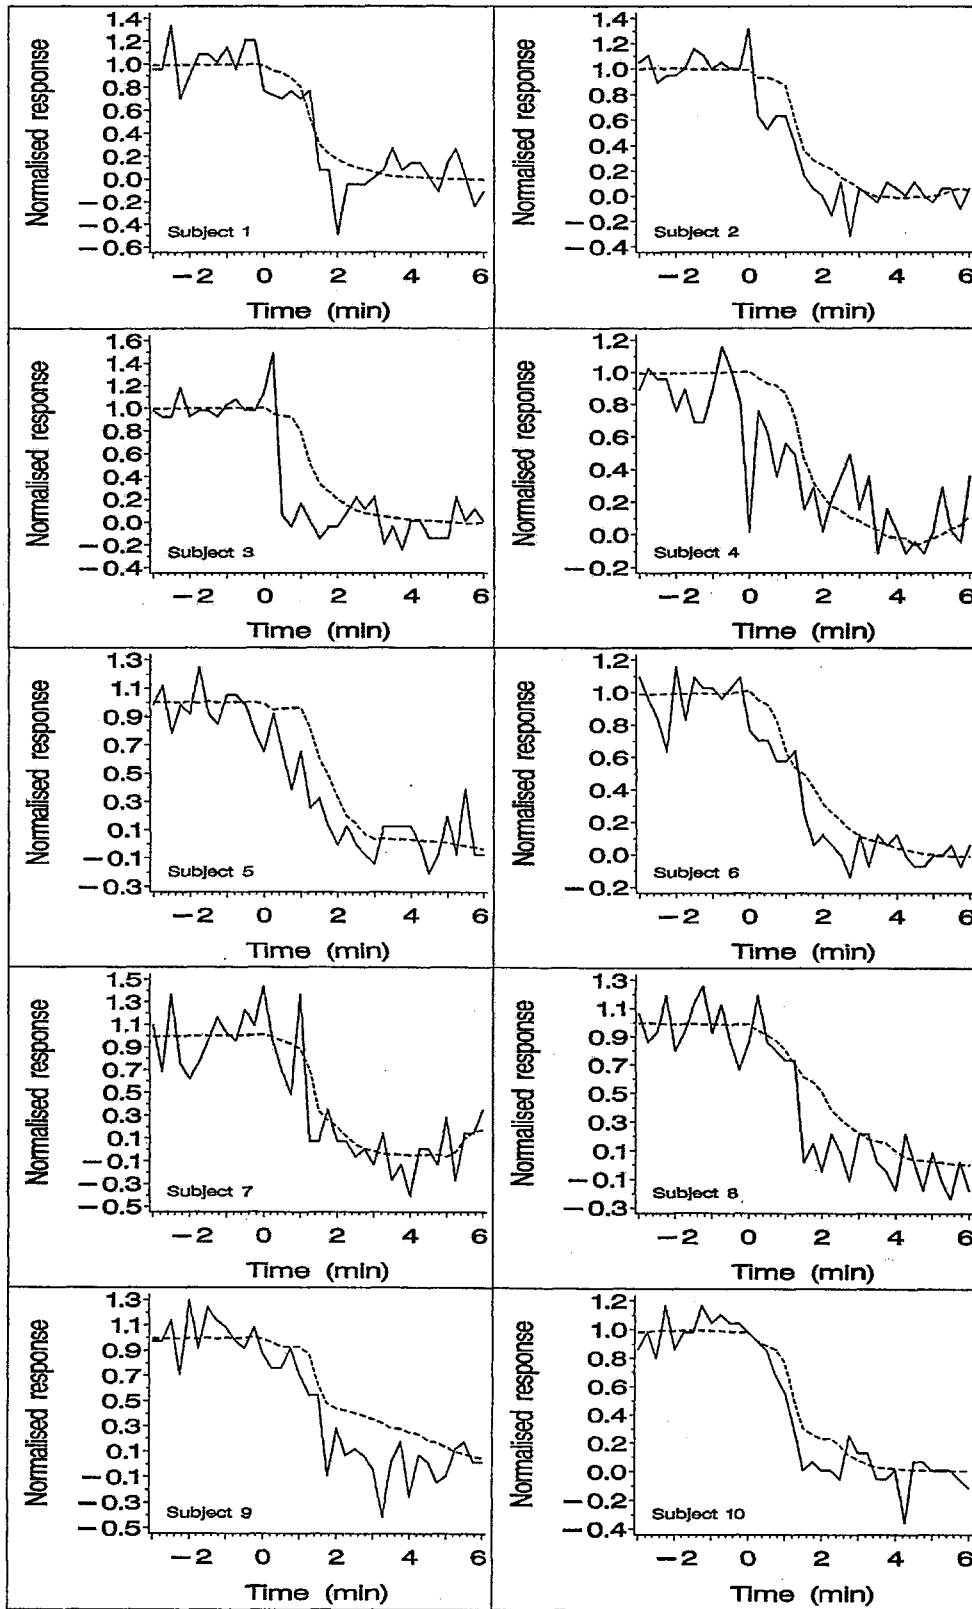 1.4
1.2
1.0
0.8
0.6
0.4
0.2
0.0
−0.2
−0.4
−0.6
Normalised response
Subject 1
−2 0 2 4 6
Time (min)
1.4
1.2
1.0
0.8
0.6
0.4
0.2
0.0
−0.2
−0.4
Normalised response
Subject 2
−2 0 2 4 6
Time (min)
1.6
1.4
1.2
1.0
0.8
0.6
0.4
0.2
0.0
−0.2
−0.4
Normalised response
Subject 3
−2 0 2 4 6
Time (min)
1.2
1.0
0.8
0.6
0.4
0.2
0.0
−0.2
Normalised response
Subject 4
−2 0 2 4 6
Time (min)
1.3
1.1
0.9
0.7
0.5
0.3
0.1
−0.1
−0.3
Normalised response
Subject 5
−2 0 2 4 6
Time (min)
1.2
1.0
0.8
0.6
0.4
0.2
0.0
−0.2
Normalised response
Subject 6
−2 0 2 4 6
Time (min)
1.5
1.3
1.1
0.9
0.7
0.5
0.3
0.1
−0.1
−0.3
−0.5
Normalised response
Subject 7
−2 0 2 4 6
Time (min)
1.3
1.1
0.9
0.7
0.5
0.3
0.1
−0.1
−0.3
Normalised response
Subject 8
−2 0 2 4 6
Time (min)
1.3
1.1
0.9
0.7
0.5
0.3
0.1
−0.1
−0.3
−0.5
Normalised response
Subject 9
−2 0 2 4 6
Time (min)
1.2
1.0
0.8
0.6
0.4
0.2
0.0
−0.2
−0.4
Normalised response
Subject 10
−2 0 2 4 6
Time (min)